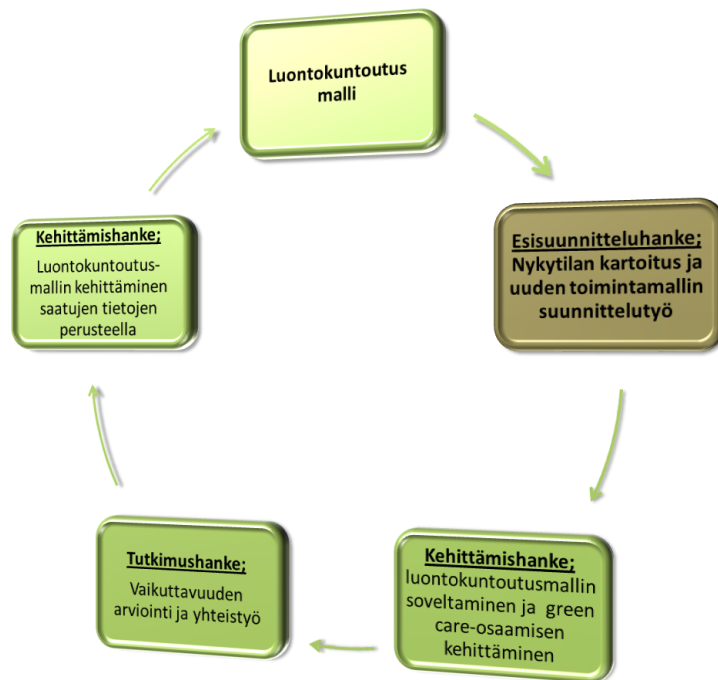 Luontokuntoutus
malli
Esisuunnitteluhanke;
Nykytilan kartoitus ja
uuden toimintamallin
suunnittelutyö
Kehittämishanke;
luontokuntoutusmallin
soveltaminen ja green
care-osaamisen
kehittäminen
Tutkimushanke;
Vaikuttavuuden
arviointi ja yhteistyö
Kehittämishanke;
Luontokuntoutus-
mallin kehittäminen
saatujen tietojen
perusteella